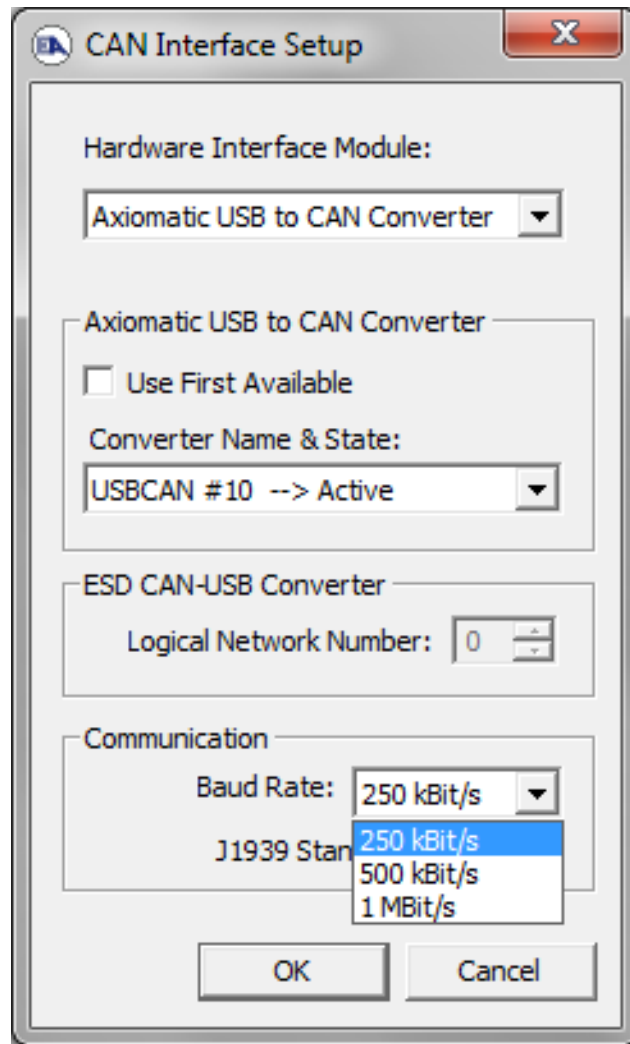 CAN Interface Setup
Hardware Interface Module:
Axiomatic USB to CAN Converter
Axiomatic USB to CAN Converter
Use First Available
Converter Name & State:
USBCAN #10 --> Active
ESD CAN-USB Converter
Logical Network Number: 0
Communication
Baud Rate: 250 kBit/s
250 kBit/s
J1939 Stan
500 kBit/s
1 MBit/s
OK Cancel